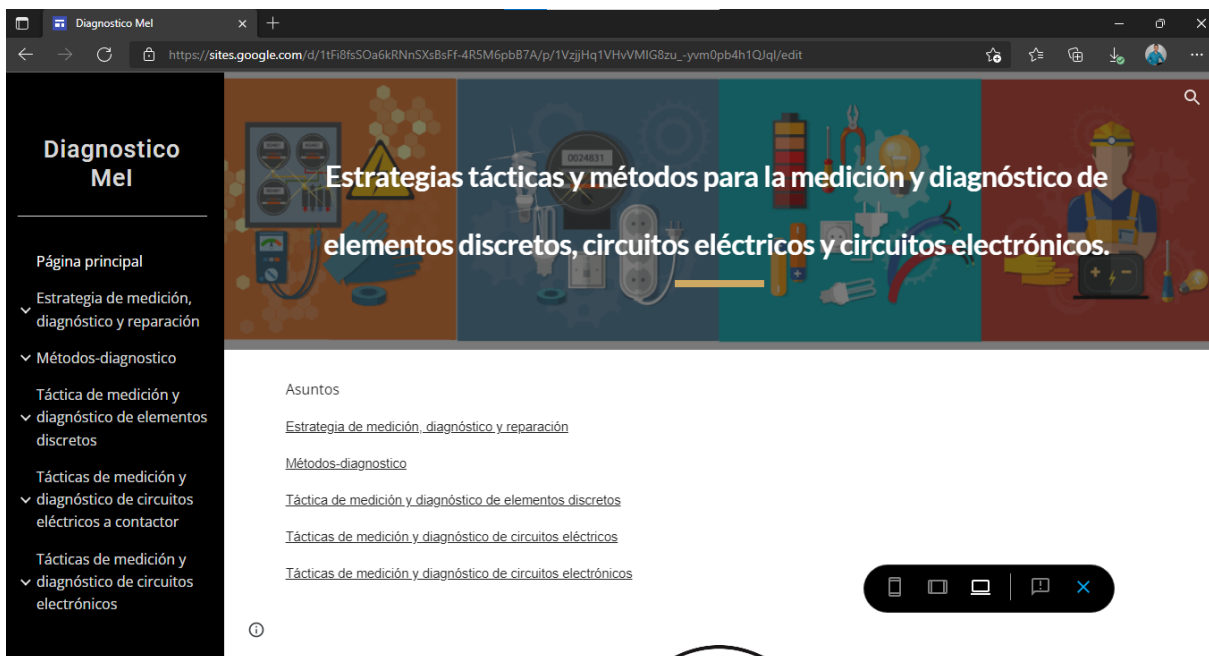 Diagnostico Mel
https://sites.google.com/d/1tFi8fsSOa6kRNnSXsBsFf-4R5M6pbB7A/p/1VzjjHq1VHvVMIG8zu_-yvm0pb4h1QJql/edit
Diagnostico
Mel
Página principal
Estrategia de medición,
diagnóstico y reparación
Métodos-diagnostico
Táctica de medición y
diagnóstico de elementos
discretos
Tácticas de medición y
diagnóstico de circuitos
eléctricos a contactor
Tácticas de medición y
diagnóstico de circuitos
electrónicos
0024831
Estrategias tácticas y métodos para la medición y diagnóstico de
elementos discretos, circuitos eléctricos y circuitos electrónicos.
Asuntos
Estrategia de medición, diagnóstico y reparación
Métodos-diagnostico
Táctica de medición y diagnóstico de elementos discretos
Tácticas de medición y diagnóstico de circuitos eléctricos
Tácticas de medición y diagnóstico de circuitos electrónicos